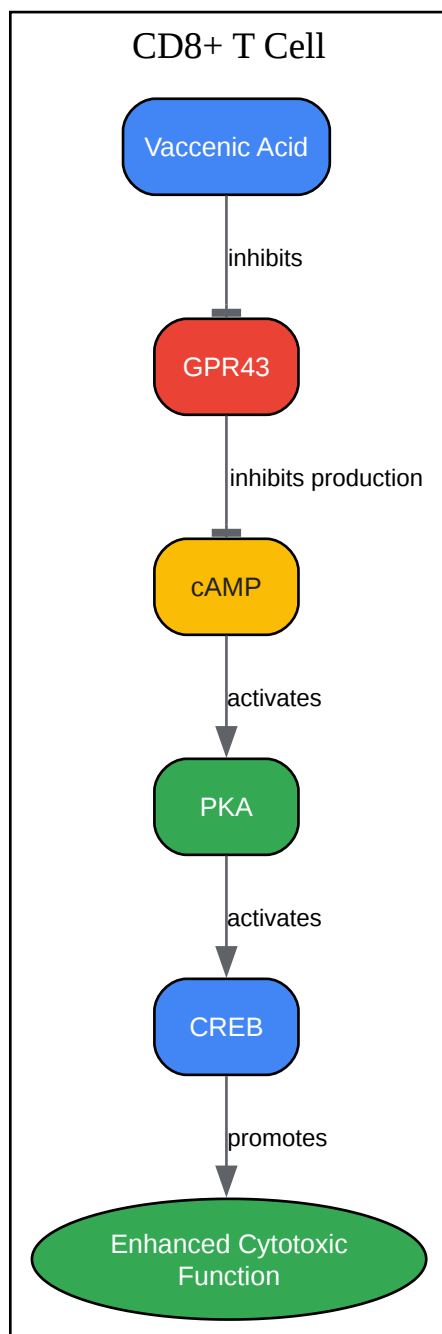 CD8+ T Cell
Vaccenic Acid
inhibits
GPR43
inhibits production
cAMP
activates
PKA
activates
CREB
promotes
Enhanced Cytotoxic
Function